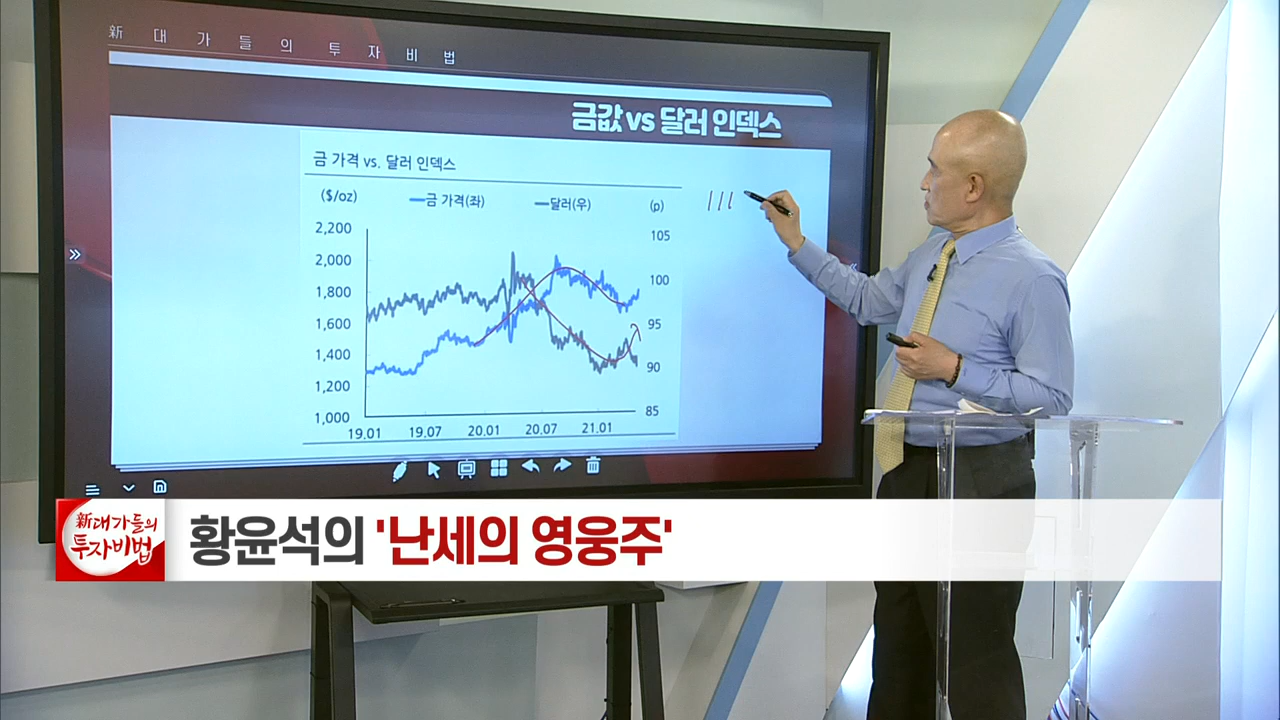 新 대 가 들 의 투 자 비 법
금값 vs 달러 인덱스
금 가격 vs. 달러 인덱스
($/oz) 금 가격(좌) 달러(우) (p)
2,200
2,000
1,800
1,600
1,400
1,200
1,000
105
100
95
90
85
19.01 19.07 20.01 20.07 21.01
新대가들의
투자비법
황윤석의 '난세의 영웅주'